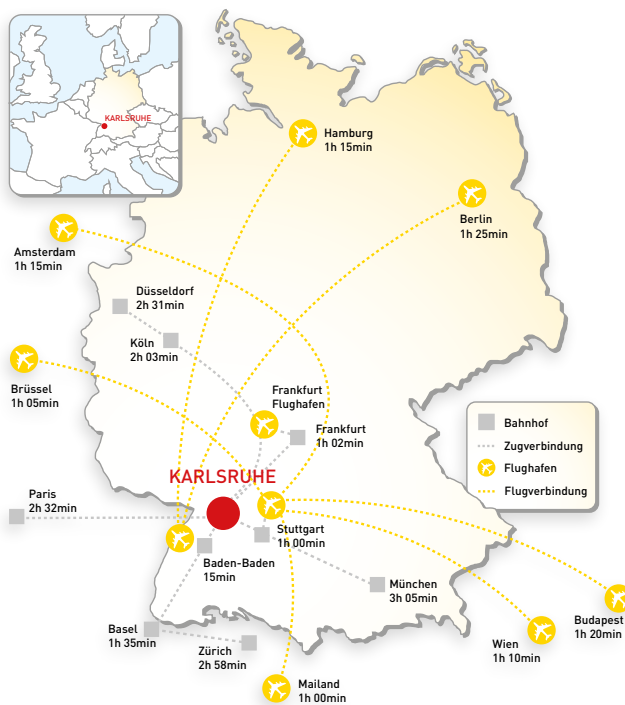 KARLSRUHE
Hamburg
1h 15min
Berlin
1h 25min
Amsterdam
1h 15min
Düsseldorf
2h 31min
Köln
2h 03min
Brüssel
1h 05min
Frankfurt
Flughafen
Frankfurt
1h 02min
Bahnhof
Zugverbindung
Flughafen
Flugverbindung
KARLSRUHE
Paris
2h 32min
Stuttgart
1h 00min
Baden-Baden
15min
München
3h 05min
Budapest
1h 20min
Basel
1h 35min
Zürich
2h 58min
Wien
1h 10min
Mailand
1h 00min